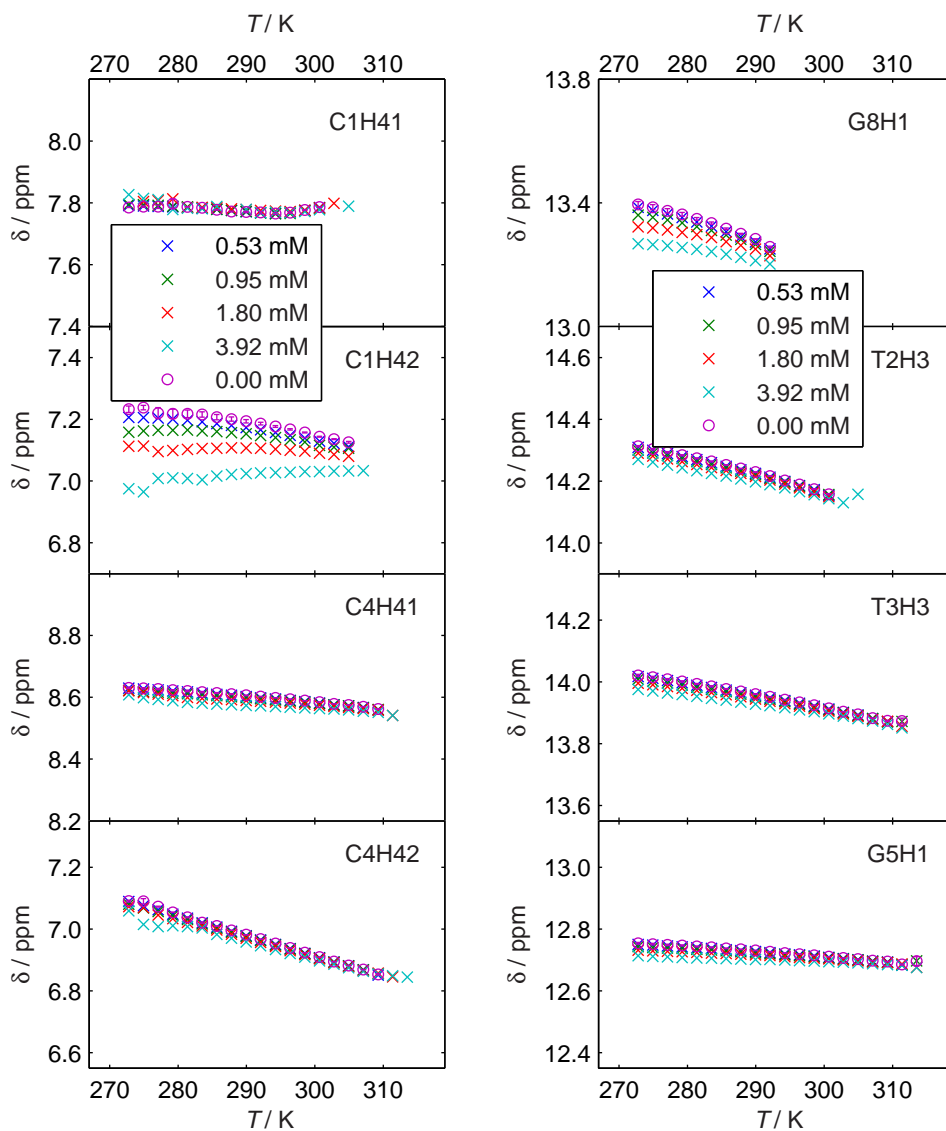 T / K
270 280 290 300 310
δ / ppm
8.0
7.8
7.6
7.4
C1H41
0.53 mM
0.95 mM
1.80 mM
3.92 mM
0.00 mM
δ / ppm
7.4
7.2
7.0
6.8
C1H42
δ / ppm
8.8
8.6
8.4
8.2
C4H41
δ / ppm
7.2
7.0
6.8
6.6
C4H42
270 280 290 300 310
T / K
T / K
270 280 290 300 310
δ / ppm
13.8
13.4
13.0
G8H1
0.53 mM
0.95 mM
1.80 mM
3.92 mM
0.00 mM
δ / ppm
14.6
14.4
14.2
14.0
T2H3
δ / ppm
14.2
14.0
13.8
13.6
T3H3
δ / ppm
13.0
12.8
12.6
12.4
G5H1
270 280 290 300 310
T / K